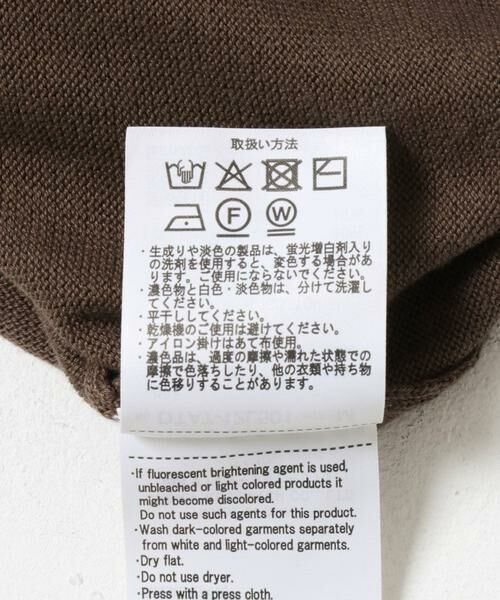 取扱い方法
F W
・生成りや淡色の製品は、蛍光増白剤入り
の洗剤を使用すると、変色する場合があ
ります。ご使用にならないでください。
・濃色物と白色・淡色物は、分けて洗濯し
てください。
・平干ししてください。
・乾燥機のご使用は避けてください。
・アイロン掛けはあて布使用。
・濃色品は、過度の摩擦や濡れた状態での
摩擦で色落ちしたり、他の衣類や持ち物
に色移りすることがあります。
・If fluorescent brightening agent is used,
unbleached or light colored products it
might become discolored.
Do not use such agents for this product.
・Wash dark-colored garments separately
from white and light-colored garments.
・Dry flat.
・Do not use dryer.
・Press with a press cloth.